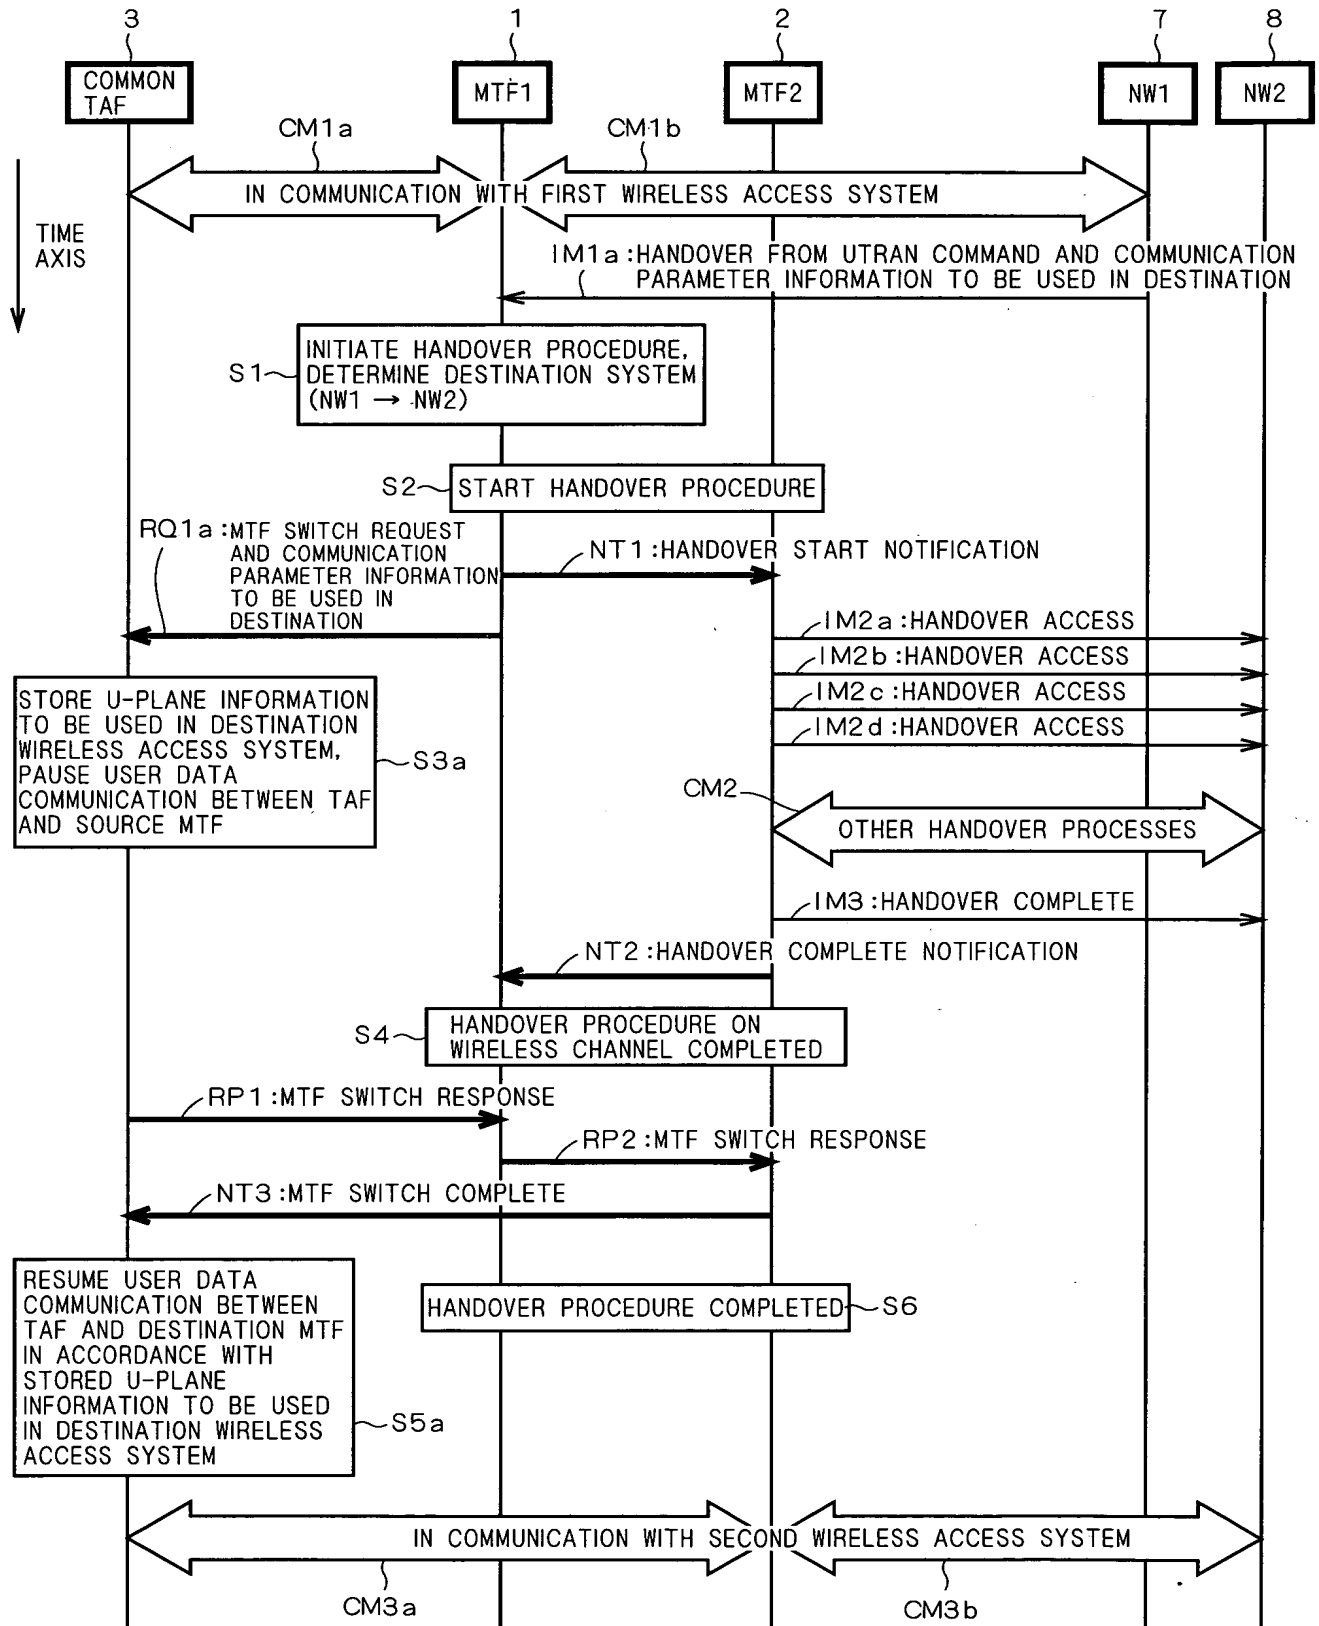 3
1
2
7
8
COMMON
TAF
MTF1
MTF2
NW1
NW2
CM1a
CM1b
IN COMMUNICATION WITH FIRST WIRELESS ACCESS SYSTEM
TIME
AXIS
IM1a:HANDOVER FROM UTRAN COMMAND AND COMMUNICATION
PARAMETER INFORMATION TO BE USED IN DESTINATION
S1
INITIATE HANDOVER PROCEDURE,
DETERMINE DESTINATION SYSTEM
(NW1 → NW2)
S2
START HANDOVER PROCEDURE
RQ1a:MTF SWITCH REQUEST
AND COMMUNICATION
PARAMETER INFORMATION
TO BE USED IN
DESTINATION
NT1:HANDOVER START NOTIFICATION
IM2a:HANDOVER ACCESS
IM2b:HANDOVER ACCESS
IM2c:HANDOVER ACCESS
IM2d:HANDOVER ACCESS
STORE U-PLANE INFORMATION
TO BE USED IN DESTINATION
WIRELESS ACCESS SYSTEM,
PAUSE USER DATA
COMMUNICATION BETWEEN TAF
AND SOURCE MTF
S3a
CM2
OTHER HANDOVER PROCESSES
IM3:HANDOVER COMPLETE
NT2:HANDOVER COMPLETE NOTIFICATION
S4
HANDOVER PROCEDURE ON
WIRELESS CHANNEL COMPLETED
RP1:MTF SWITCH RESPONSE
RP2:MTF SWITCH RESPONSE
NT3:MTF SWITCH COMPLETE
RESUME USER DATA
COMMUNICATION BETWEEN
TAF AND DESTINATION MTF
IN ACCORDANCE WITH
STORED U-PLANE
INFORMATION TO BE USED
IN DESTINATION WIRELESS
ACCESS SYSTEM
S5a
HANDOVER PROCEDURE COMPLETED
S6
IN COMMUNICATION WITH SECOND WIRELESS ACCESS SYSTEM
CM3a
CM3b